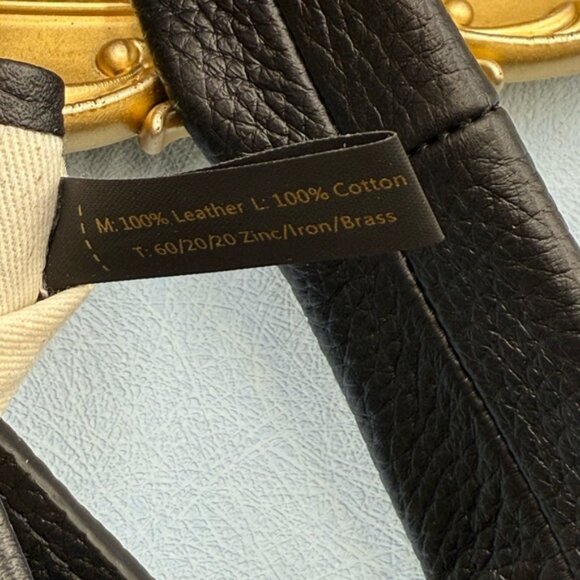 M: 100% Leather L: 100% Cotton
T: 60/20/20 Zinc/Iron/Brass